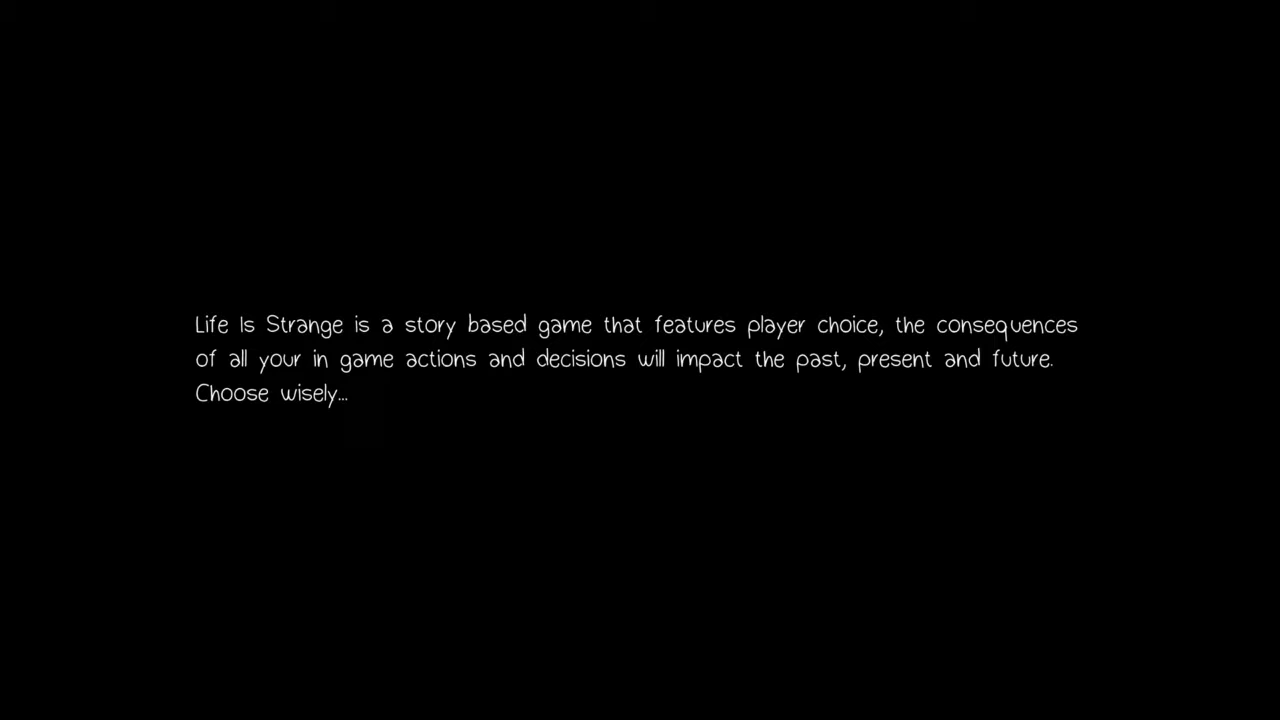 Life Is Strange is a story based game that features player choice, the consequences
of all your in game actions and decisions will impact the past, present and future.
Choose wisely...